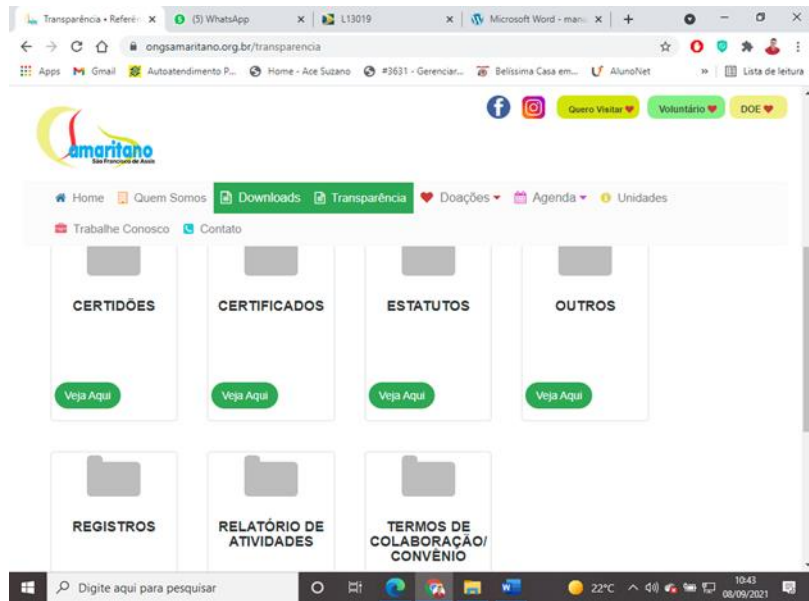 Transparência • Referên
(5) WhatsApp
L13019
Microsoft Word - manu
ongsamaritano.org.br/transparencia
Apps
Gmail
Autoatendimento P...
Home - Ace Suzano
#3631 - Gerenciar...
Belíssima Casa em...
AlunoNet
»
Lista de leitura
Quero Visitar
Voluntário
DOE
amaritano
São Francisco de Assis
Home
Quem Somos
Downloads
Transparência
Doações
Agenda
Unidades
Trabalhe Conosco
Contato
CERTIDÕES
CERTIFICADOS
ESTATUTOS
OUTROS
Veja Aqui
Veja Aqui
Veja Aqui
Veja Aqui
REGISTROS
RELATÓRIO DE
ATIVIDADES
TERMOS DE
COLABORAÇÃO/
CONVÊNIO
Digite aqui para pesquisar
22°C
10:43
08/09/2021